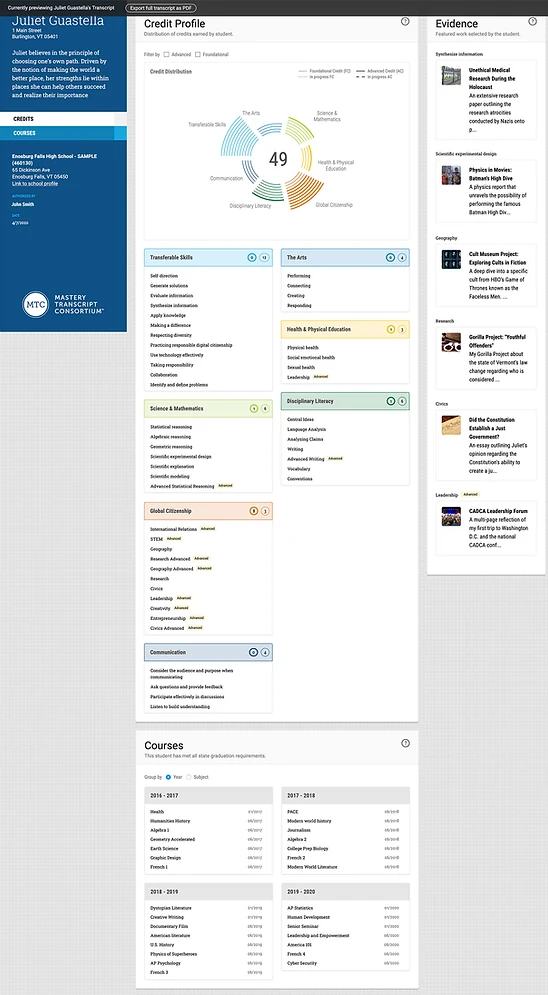 Currently previewing Juliet Guastella's Transcript
Export full transcript as PDF
Juliet Guastella
1 Main Street
Burlington, VT 05401
Juliet believes in the principle of
choosing one's own path. Driven by
the notion of making the world a
better place, her strengths lie within
places she can help others succeed
and realize their importance
CREDITS
COURSES
Enosburg Falls High School - SAMPLE
(460130)
65 Dickinson Ave
Enosburg Falls, VT 05450
Link to school profile
AUTHORIZED BY
John Smith
DATE
4/7/2020
MTC
MASTERY
TRANSCRIPT
CONSORTIUM™
Credit Profile
Distribution of credits earned by student.
Filter by
Advanced
Foundational
Credit Distribution
Foundational Credit (FC)
Advanced Credit (AC)
In progress FC
In progress AC
The Arts
Science &
Mathematics
Transferable Skills
49
Health & Physical
Education
Communication
Disciplinary Literacy
Global Citizenship
Transferable Skills
0
12
Self direction
Generate solutions
Evaluate information
Synthesize information
Apply knowledge
Making a difference
Respecting diversity
Practicing responsible digital citizenship
Use technology effectively
Taking responsibility
Collaboration
Identify and define problems
The Arts
0
4
Performing
Connecting
Creating
Responding
Health & Physical Education
1
3
Physical health
Social emotional health
Sexual health
Leadership Advanced
Science & Mathematics
1
6
Statistical reasoning
Algebraic reasoning
Geometric reasoning
Scientific experimental design
Scientific explanation
Scientific modeling
Advanced Statistical Reasoning Advanced
Disciplinary Literacy
1
6
Central Ideas
Language Analysis
Analyzing Claims
Writing
Advanced Writing Advanced
Vocabulary
Conventions
Global Citizenship
8
3
International Relations Advanced
STEM Advanced
Geography
Research Advanced Advanced
Geography Advanced Advanced
Research
Civics
Leadership Advanced
Creativity Advanced
Entrepreneurship Advanced
Civics Advanced Advanced
Communication
0
4
Consider the audience and purpose when
communicating
Ask questions and provide feedback
Participate effectively in discussions
Listen to build understanding
Courses
This student has met all state graduation requirements.
Group by
Year
Subject
2016 - 2017
Health 01/2017
Humanities History 06/2017
Algebra 1 06/2017
Geometry Accelerated 06/2017
Earth Science 06/2017
Graphic Design 06/2017
French 1 06/2017
2017 - 2018
PACE 06/2018
Modern world history 06/2018
Journalism 06/2018
Algebra 2 06/2018
College Prep Biology 06/2018
French 2 06/2018
Modern World Literature 06/2018
2018 - 2019
Dystopian Literature 01/2019
Creative Writing 01/2019
Documentary Film 06/2019
American literature 06/2019
U.S. History 06/2019
Physics of Superheroes 06/2019
AP Psychology 06/2019
French 3 06/2019
2019 - 2020
AP Statistics 01/2020
Human Development 01/2020
Senior Seminar 01/2020
Leadership and Empowerment 01/2020
America 101 06/2020
French 4 06/2020
Cyber Security 06/2020
Evidence
Featured work selected by the student.
Synthesize information
Unethical Medical
Research During the
Holocaust
An extensive research
paper outlining the
research atrocities
conducted by Nazis onto
p...
Scientific experimental design
Physics in Movies:
Batman's High Dive
A physics report that
unravels the possibility of
performing the famous
Batman High Div...
Geography
Cult Museum Project:
Exploring Cults in Fiction
A deep dive into a specific
cult from HBO's Game of
Thrones known as the
Faceless Men. ...
Research
Gorilla Project: "Youthful
Offenders"
My Gorilla Project about
the state of Vermont's law
change regarding who is
considered ...
Civics
Did the Constitution
Establish a Just
Government?
An essay outlining Juliet's
opinion regarding the
Constitution's ability to
create a ju...
Leadership Advanced
CADCA Leadership Forum
A multi-page reflection of
my first trip to Washington
D.C. and the national
CADCA conf...